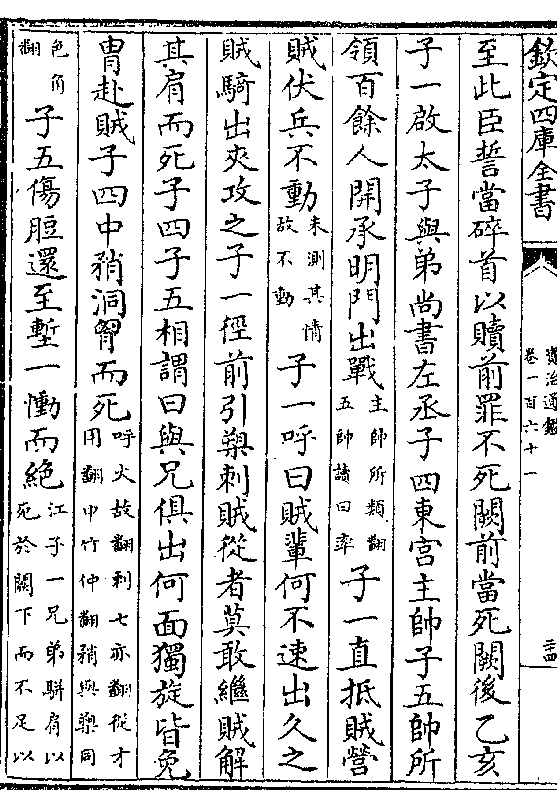 欽定四庫全書
資治通鑑
卷一百六十一
至此臣誓當碎首以贖前罪不死闕前當死闕後乙亥
子一啟太子與弟尚書左丞子四東宮主帥子五帥所
領百餘人開承明門出戰主帥所類翻五帥讀曰率子一直抵賊營
賊伏兵不動未測其情故不動子一呼曰賊輩何不速出久之
賊騎出夾攻之子一徑前引槊刺賊從者莫敢繼賊解
其肩而死子四子五相謂曰與兄俱出何面獨旋皆免
胄赴賊子四中矟洞胷而死呼火故翻刺七亦翻從才用翻中竹仲翻矟與槊同
色角翻子五傷脰還至塹一慟而絶江子一兄弟駢肩以死於闕下而不足以